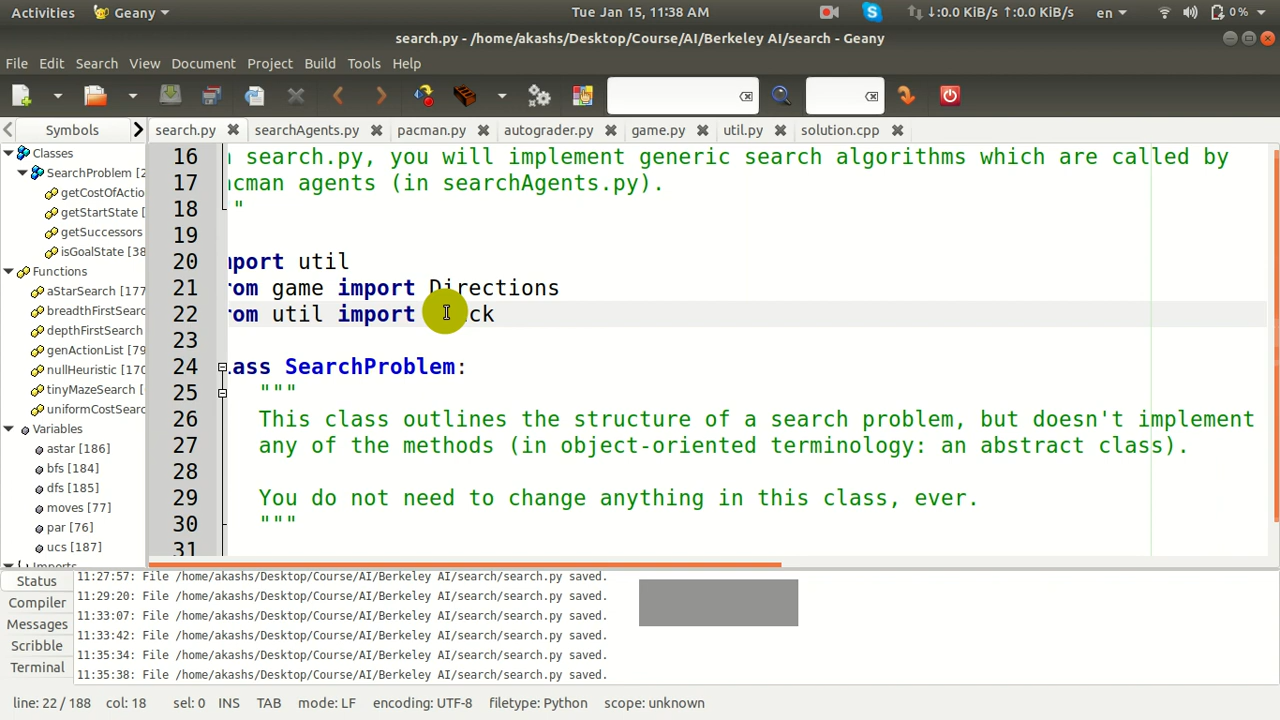 Activities Geany Tue Jan 15, 11:38 AM ↓:0.0 KiB/s ↑:0.0 KiB/s en 0%
search.py - /home/akashs/Desktop/Course/AI/Berkeley AI/search - Geany
File Edit Search View Document Project Build Tools Help
Symbols search.py searchAgents.py pacman.py autograder.py game.py util.py solution.cpp
Classes
SearchProblem [2
getCostOfActio
getStartState [
getSuccessors
isGoalState [38
Functions
aStarSearch [177
breadthFirstSearc
depthFirstSearch
genActionList [79
nullHeuristic [170
tinyMazeSearch [
uniformCostSearc
Variables
astar [186]
bfs [184]
dfs [185]
moves [77]
par [76]
ucs [187]
Imports
16 n search.py, you will implement generic search algorithms which are called by
17 acman agents (in searchAgents.py).
18 "
19
20 mport util
21 rom game import Directions
22 rom util import ck
23
24 lass SearchProblem:
25 """
26 This class outlines the structure of a search problem, but doesn't implement
27 any of the methods (in object-oriented terminology: an abstract class).
28
29 You do not need to change anything in this class, ever.
30 """
31
Status
Compiler
Messages
Scribble
Terminal
11:27:57: File /home/akashs/Desktop/Course/AI/Berkeley AI/search/search.py saved.
11:29:20: File /home/akashs/Desktop/Course/AI/Berkeley AI/search/search.py saved.
11:33:07: File /home/akashs/Desktop/Course/AI/Berkeley AI/search/search.py saved.
11:33:42: File /home/akashs/Desktop/Course/AI/Berkeley AI/search/search.py saved.
11:35:34: File /home/akashs/Desktop/Course/AI/Berkeley AI/search/search.py saved.
11:35:38: File /home/akashs/Desktop/Course/AI/Berkeley AI/search/search.py saved.
line: 22 / 188 col: 18 sel: 0 INS TAB mode: LF encoding: UTF-8 filetype: Python scope: unknown